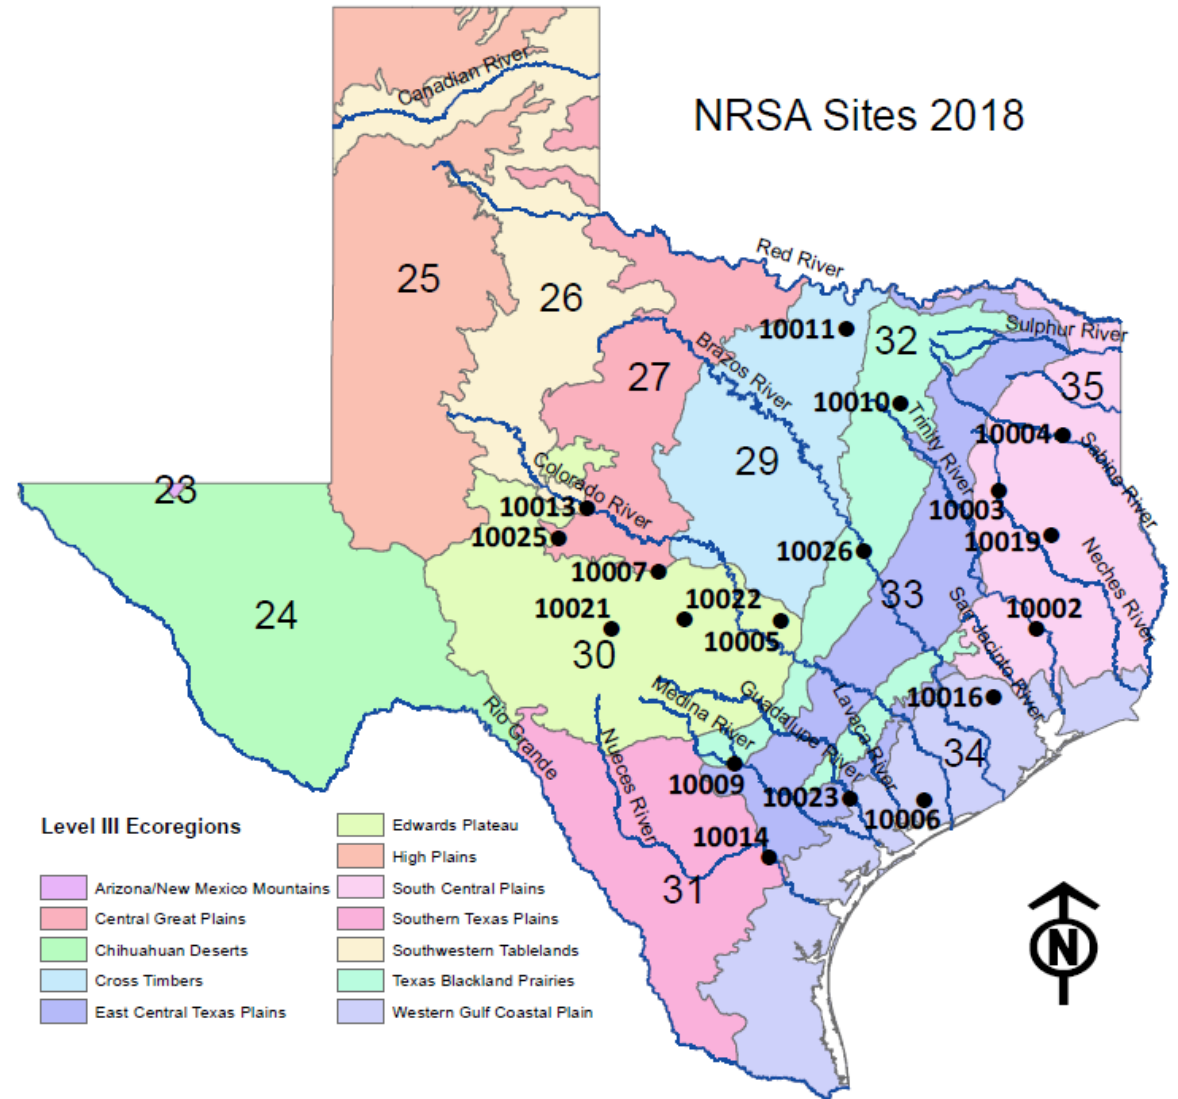 Canadian River
NRSA Sites 2018
Red River
25
26
10011
32
Sulphur River
Brazos River
27
35
10010
Trinity River
10004
Sabine River
29
Colorado River
23
10013
10003
10025
10026
10019
Neches River
10007
10021
10022
33
San Jacinto River
10002
24
10005
30
Medina River
Guadalupe River
Lavaca River
10016
Rio Grande
Nueces River
34
10009
10023
10006
10014
31
Level III Ecoregions
Arizona/New Mexico Mountains
Central Great Plains
Chihuahuan Deserts
Cross Timbers
East Central Texas Plains
Edwards Plateau
High Plains
South Central Plains
Southern Texas Plains
Southwestern Tablelands
Texas Blackland Prairies
Western Gulf Coastal Plain
N